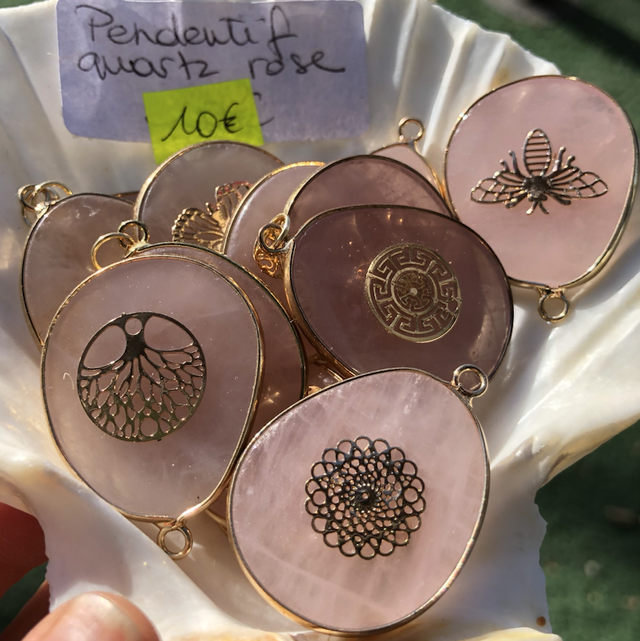 Pendentif
quartz rose
10€